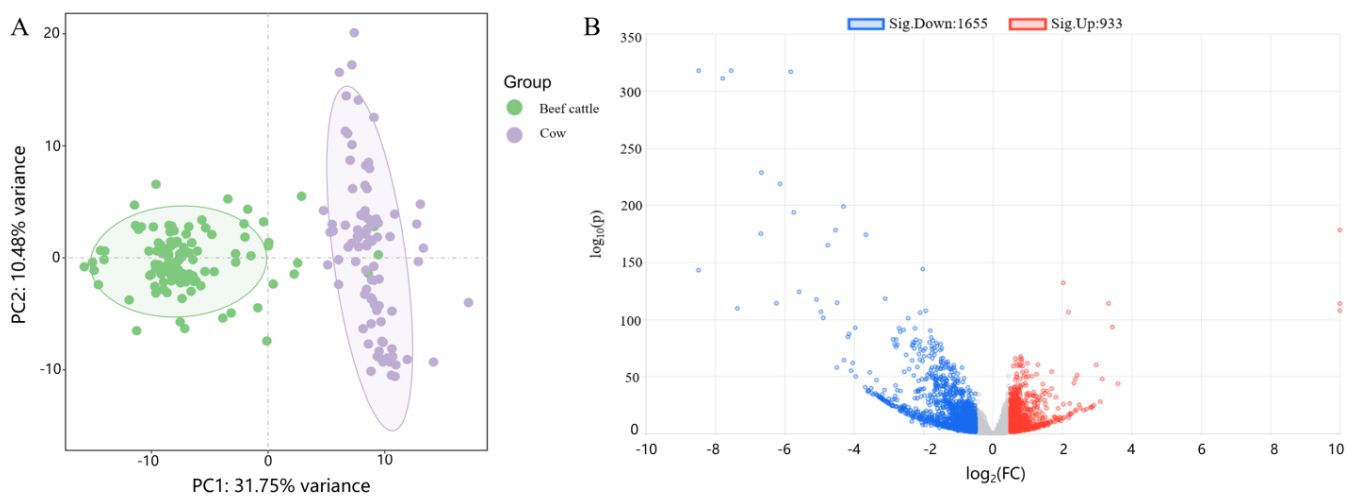 A
20
10
0
-10
PC2: 10.48% variance
-10
0
10
PC1: 31.75% variance
Group
Beef cattle
Cow
B
Sig.Down:1655
Sig.Up:933
350
300
250
200
150
100
50
0
log10(p)
-10
-8
-6
-4
-2
0
2
4
6
8
10
log2(FC)